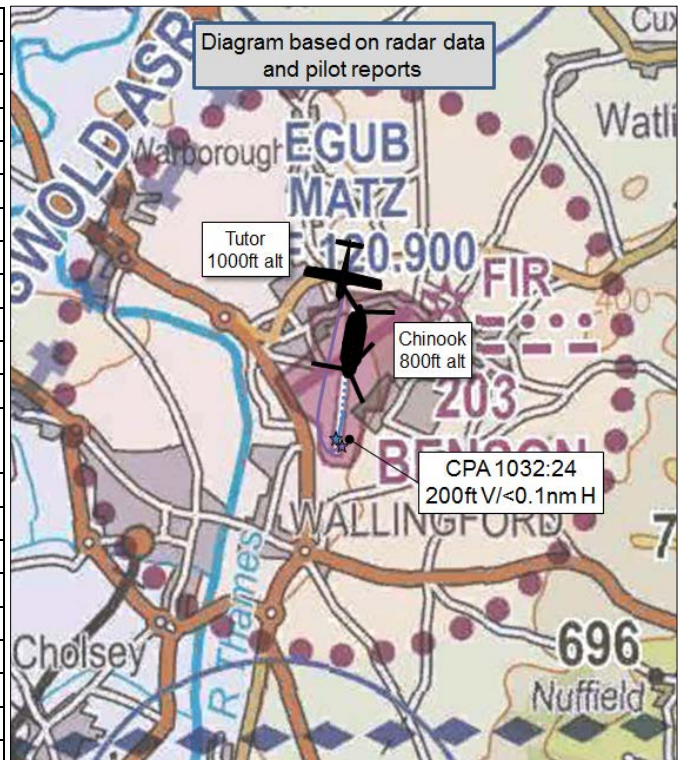 Diagram based on radar data
and pilot reports
Cux
Watli
Warborough
EGUB
MATZ
SWOLD ASP
Tutor
1000ft alt
120.900
FIR
400
Chinook
800ft alt
203
BENSON
CPA 1032:24
200ft V/<0.1nm H
WALLINGFORD
7
R Thames
Cholsey
696
Nuffield
7